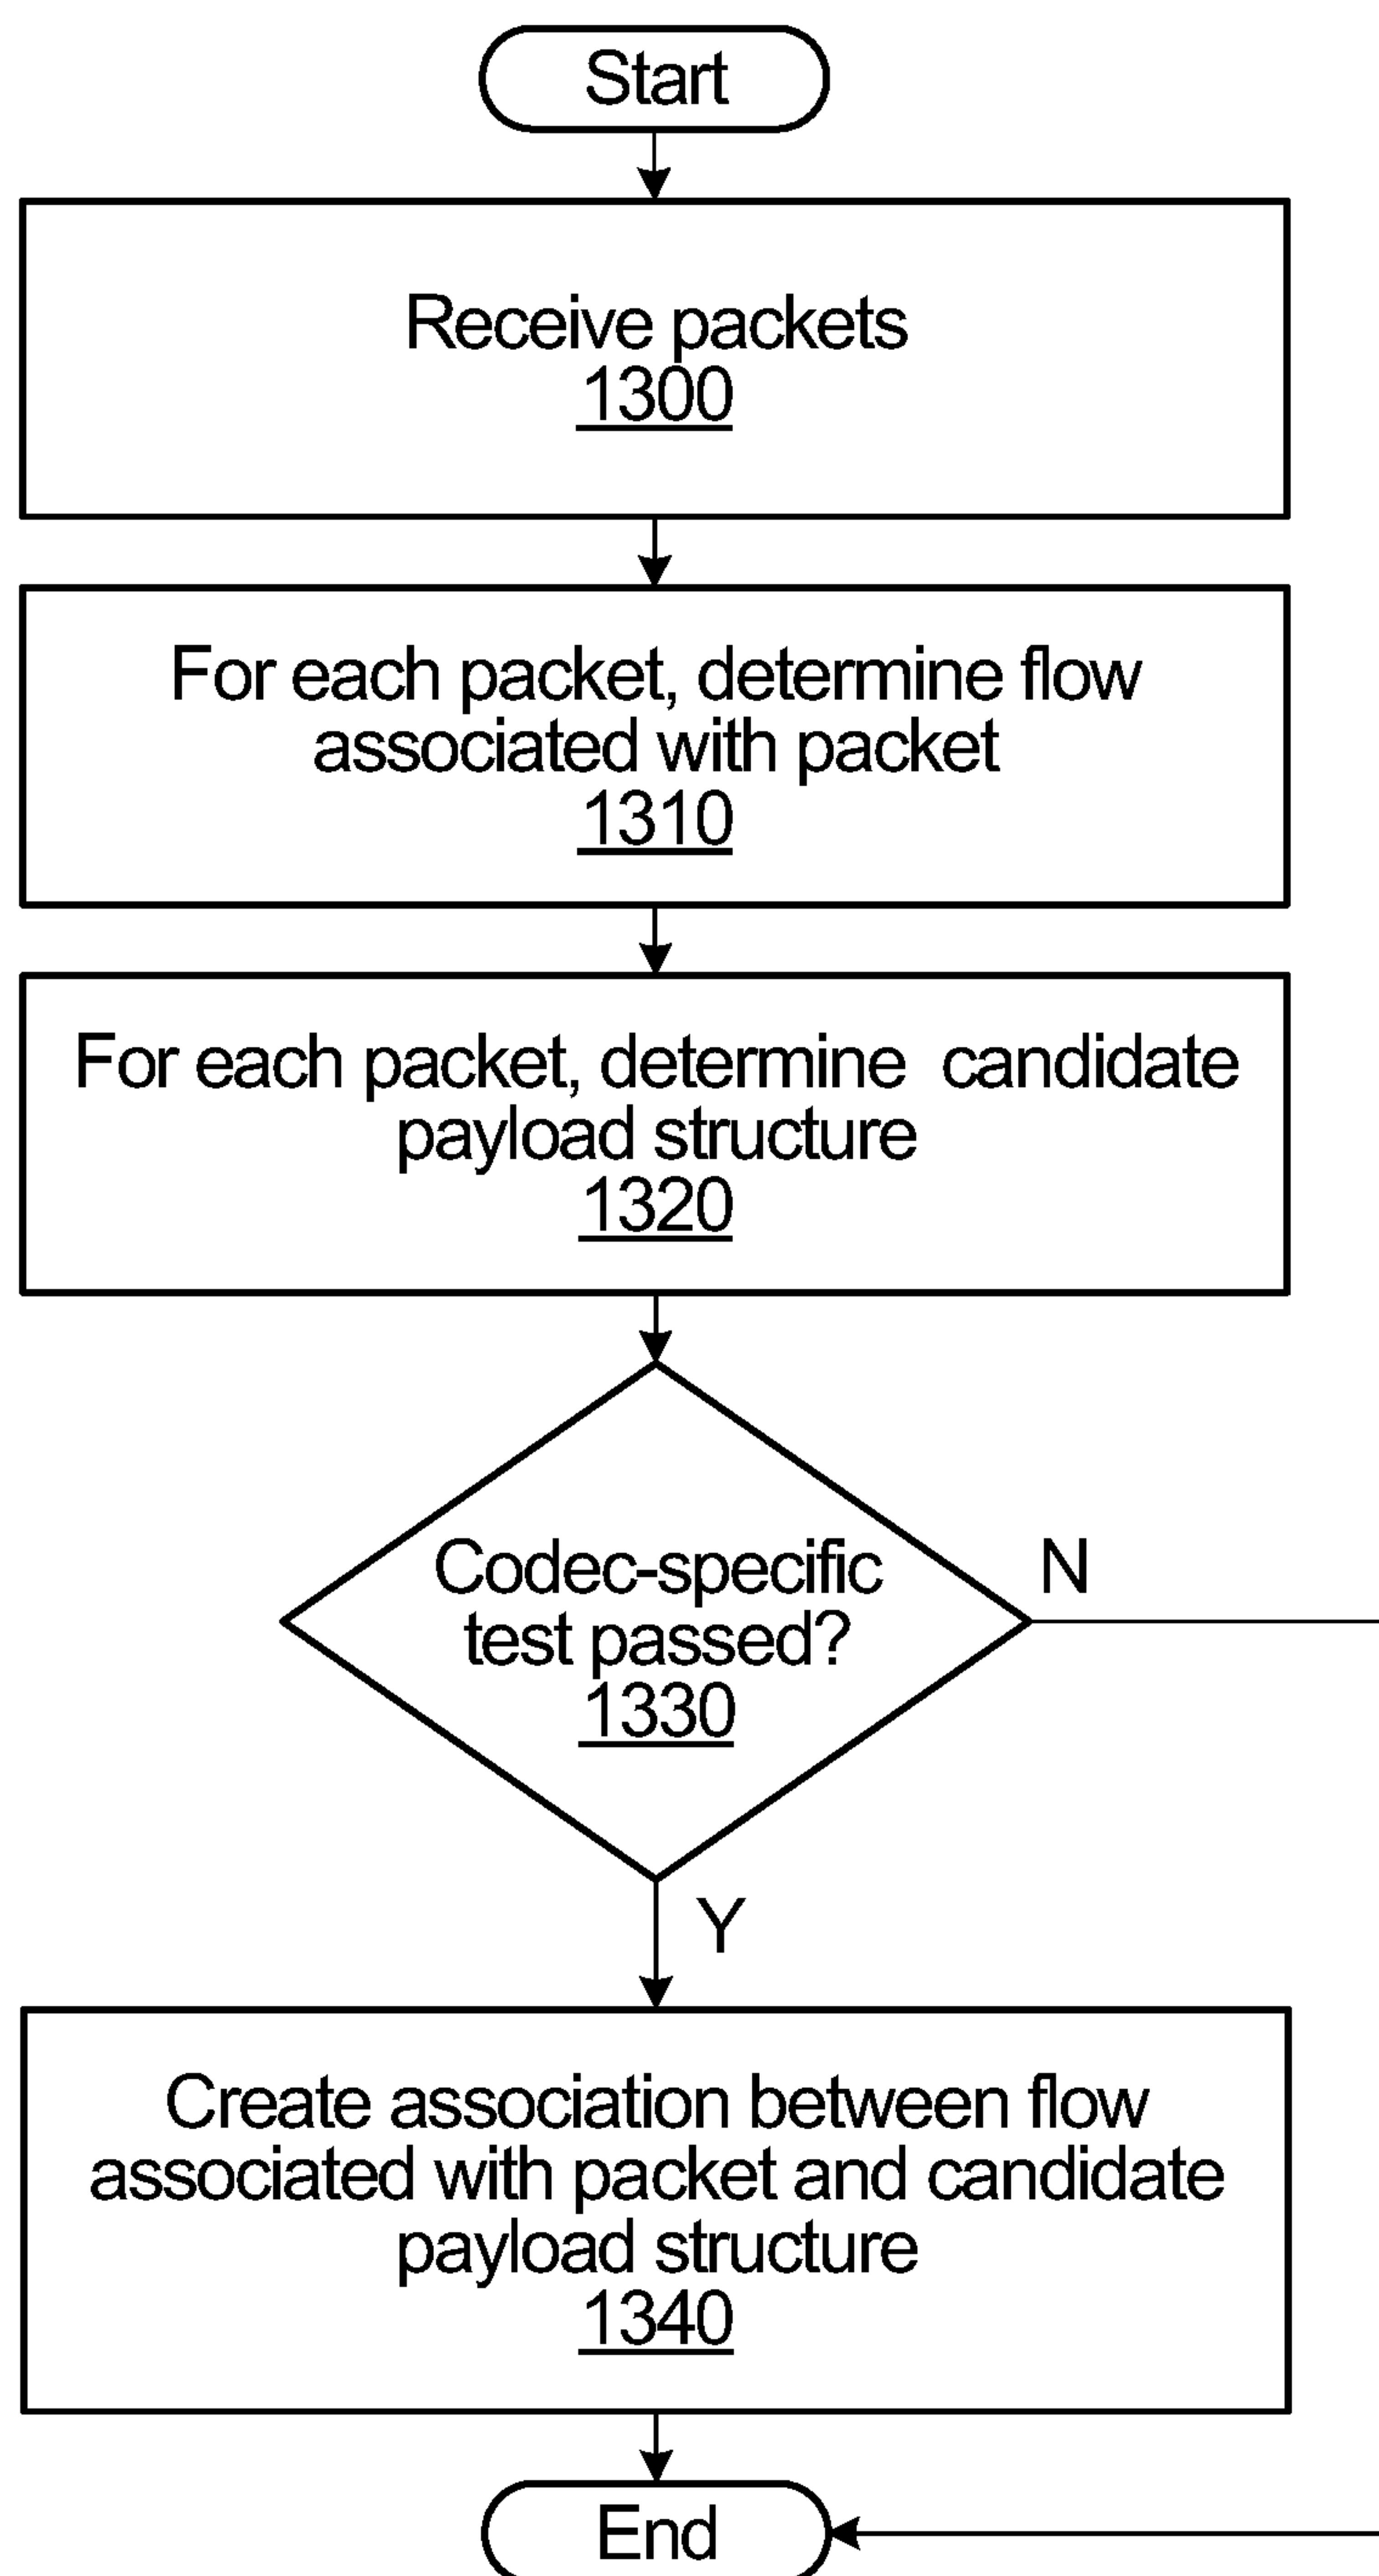 Start
Receive packets
1300
For each packet, determine flow
associated with packet
1310
For each packet, determine candidate
payload structure
1320
Codec-specific
test passed?
1330
N
Y
Create association between flow
associated with packet and candidate
payload structure
1340
End